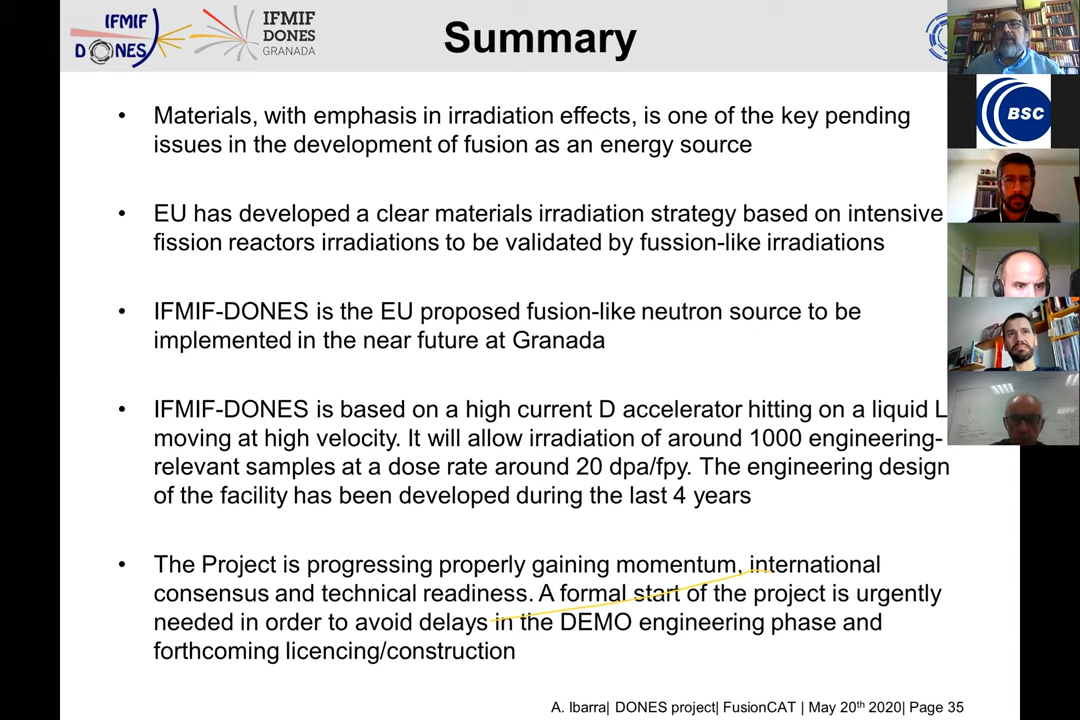 IFMIF
DONES
IFMIF
DONES
GRANADA
Summary
BSC
• Materials, with emphasis in irradiation effects, is one of the key pending
issues in the development of fusion as an energy source
• EU has developed a clear materials irradiation strategy based on intensive
fission reactors irradiations to be validated by fussion-like irradiations
• IFMIF-DONES is the EU proposed fusion-like neutron source to be
implemented in the near future at Granada
• IFMIF-DONES is based on a high current D accelerator hitting on a liquid L
moving at high velocity. It will allow irradiation of around 1000 engineering-
relevant samples at a dose rate around 20 dpa/fpy. The engineering design
of the facility has been developed during the last 4 years
• The Project is progressing properly gaining momentum, international
consensus and technical readiness. A formal start of the project is urgently
needed in order to avoid delays in the DEMO engineering phase and
forthcoming licencing/construction
A. Ibarra| DONES project| FusionCAT | May 20th 2020| Page 35